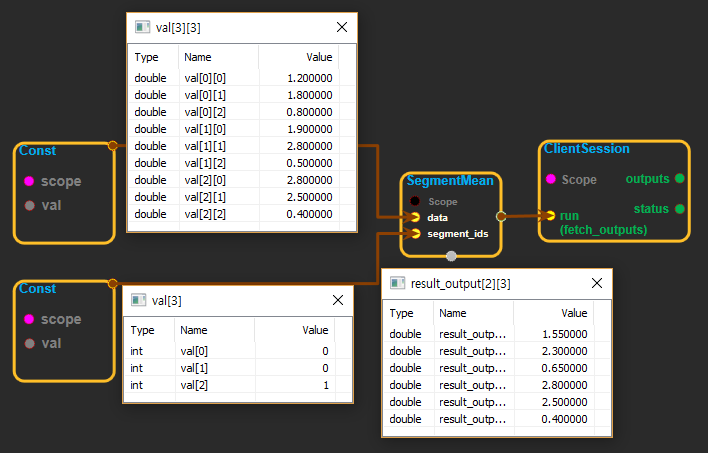 val[3][3]
Type Name Value
double val[0][0] 1.200000
double val[0][1] 1.800000
double val[0][2] 0.800000
double val[1][0] 1.900000
double val[1][1] 2.800000
double val[1][2] 0.500000
double val[2][0] 2.800000
double val[2][1] 2.500000
double val[2][2] 0.400000
Const
scope
val
SegmentMean
Scope
data
segment_ids
ClientSession
Scope outputs
status
run
(fetch_outputs)
Const
scope
val
val[3]
Type Name Value
int val[0] 0
int val[1] 0
int val[2] 1
result_output[2][3]
Type Name Value
double result_outp... 1.550000
double result_outp... 2.300000
double result_outp... 0.650000
double result_outp... 2.800000
double result_outp... 2.500000
double result_outp... 0.400000